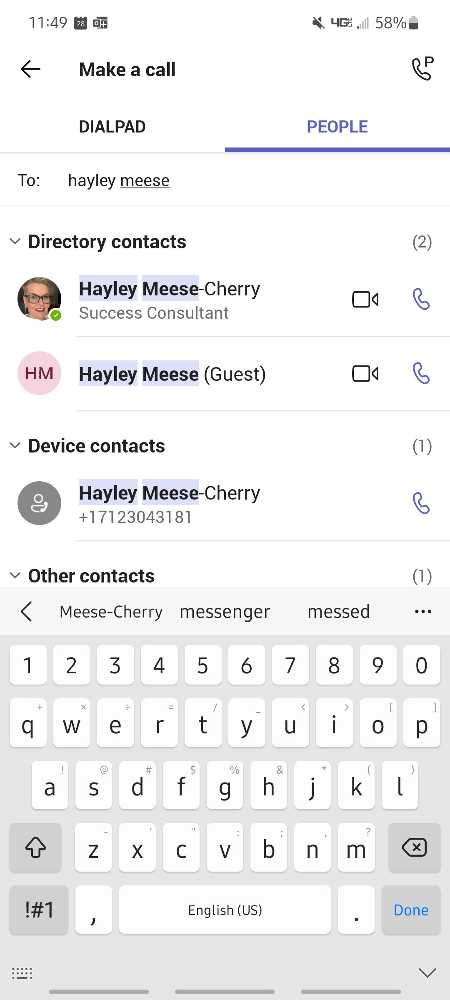 11:49 28 4G LTE 58%
Make a call P
DIALPAD PEOPLE
To: hayley meese
Directory contacts (2)
Hayley Meese-Cherry
Success Consultant
HM Hayley Meese (Guest)
Device contacts (1)
Hayley Meese-Cherry
+17123043181
Other contacts (1)
Meese-Cherry messenger messed ...
1 2 3 4 5 6 7 8 9 0
+ × ÷ = / _ < > [ ]
q w e r t y u i o p
! @ # $ % & * ( )
a s d f g h j k l
- ' " : ; , ?
z x c v b n m
!#1 , English (US) . Done